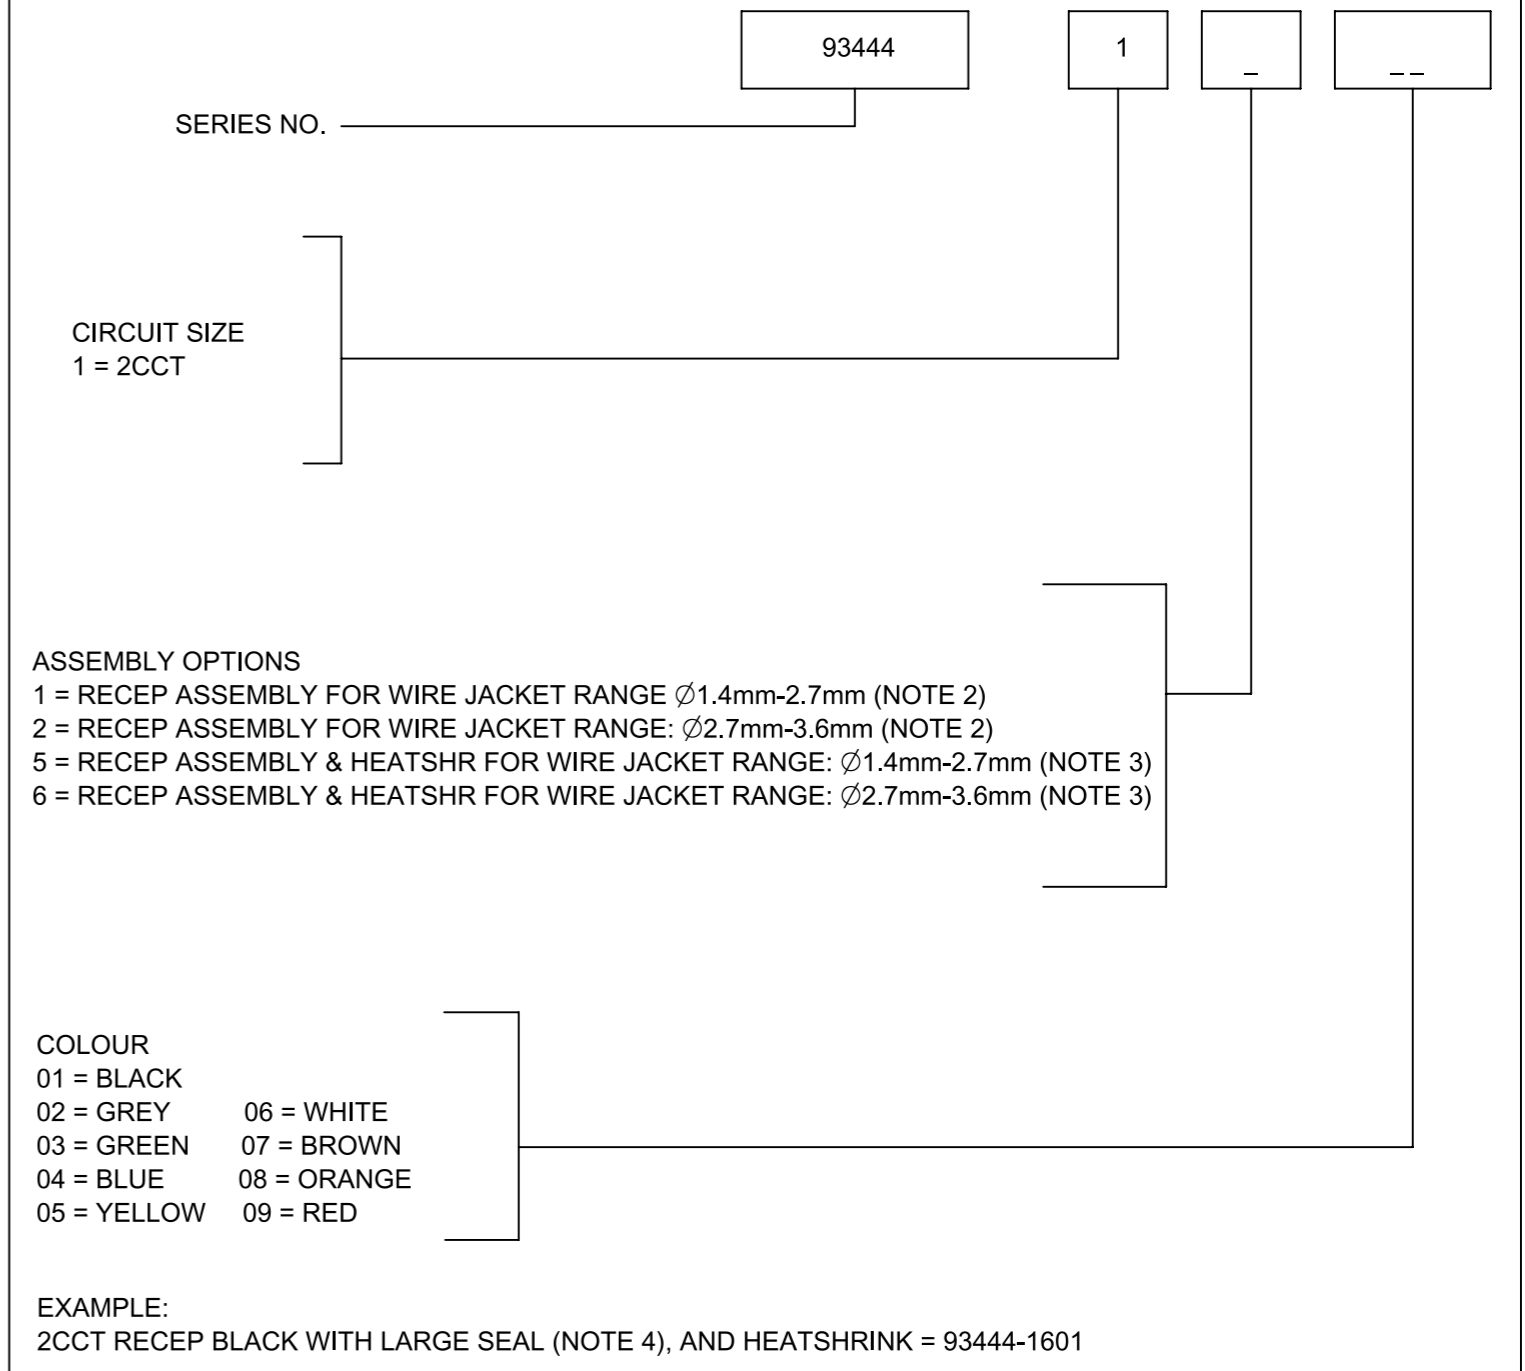 93444 1 _ _ _
SERIES NO.
CIRCUIT SIZE
1 = 2CCT
ASSEMBLY OPTIONS
1 = RECEP ASSEMBLY FOR WIRE JACKET RANGE ∅1.4mm-2.7mm (NOTE 2)
2 = RECEP ASSEMBLY FOR WIRE JACKET RANGE: ∅2.7mm-3.6mm (NOTE 2)
5 = RECEP ASSEMBLY & HEATSHR FOR WIRE JACKET RANGE: ∅1.4mm-2.7mm (NOTE 3)
6 = RECEP ASSEMBLY & HEATSHR FOR WIRE JACKET RANGE: ∅2.7mm-3.6mm (NOTE 3)
COLOUR
01 = BLACK
02 = GREY 06 = WHITE
03 = GREEN 07 = BROWN
04 = BLUE 08 = ORANGE
05 = YELLOW 09 = RED
EXAMPLE:
2CCT RECEP BLACK WITH LARGE SEAL (NOTE 4), AND HEATSHRINK = 93444-1601